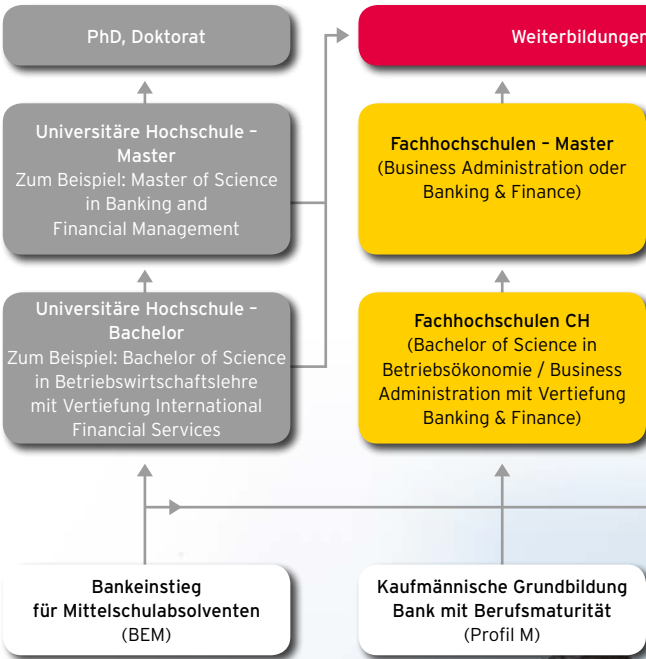 PhD, Doktorat
Weiterbildungen
Universitäre Hochschule –
Master
Zum Beispiel: Master of Science
in Banking and
Financial Management
Fachhochschulen – Master
(Business Administration oder
Banking & Finance)
Universitäre Hochschule –
Bachelor
Zum Beispiel: Bachelor of Science
in Betriebswirtschaftslehre
mit Vertiefung International
Financial Services
Fachhochschulen CH
(Bachelor of Science in
Betriebsökonomie / Business
Administration mit Vertiefung
Banking & Finance)
Bankeinstieg
für Mittelschulabsolventen
(BEM)
Kaufmännische Grundbildung
Bank mit Berufsmaturität
(Profil M)